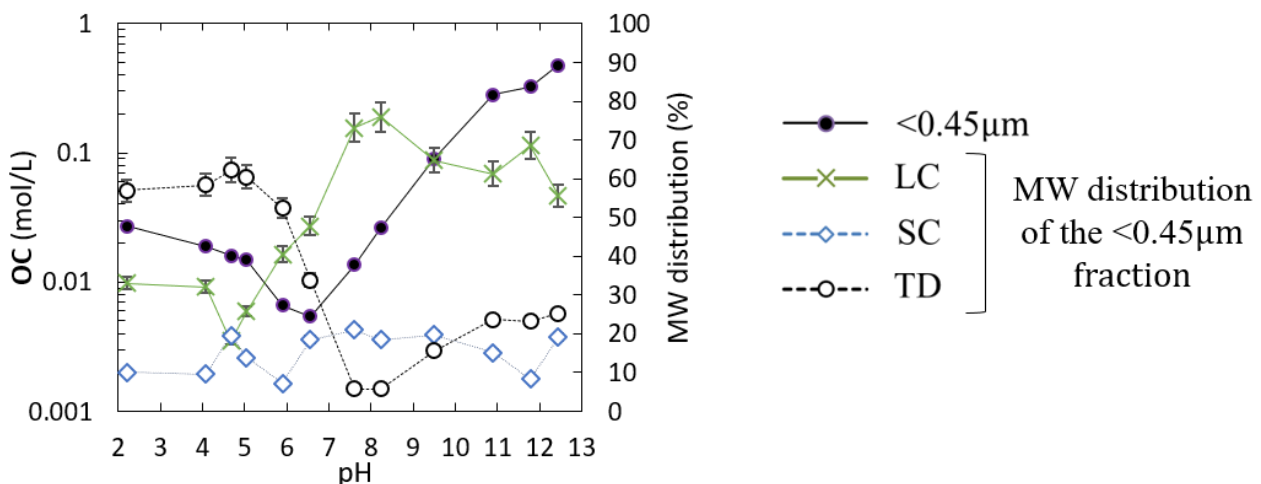 OC (mol/L)
1
0.1
0.01
0.001
2 3 4 5 6 7 8 9 10 11 12 13
pH
100
90
80
70
60
50
40
30
20
10
0
MW distribution (%)
<0.45µm
LC
SC
TD
MW distribution
of the <0.45µm
fraction